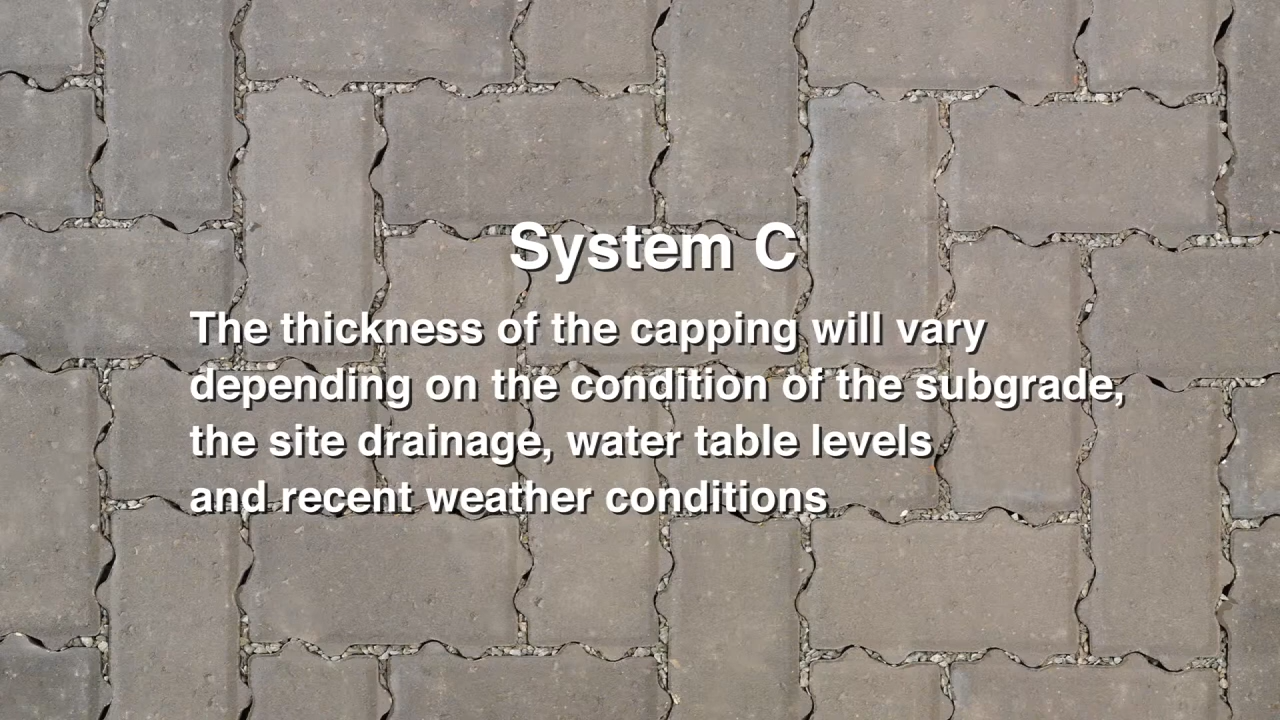 System C
The thickness of the capping will vary
depending on the condition of the subgrade,
the site drainage, water table levels
and recent weather conditions